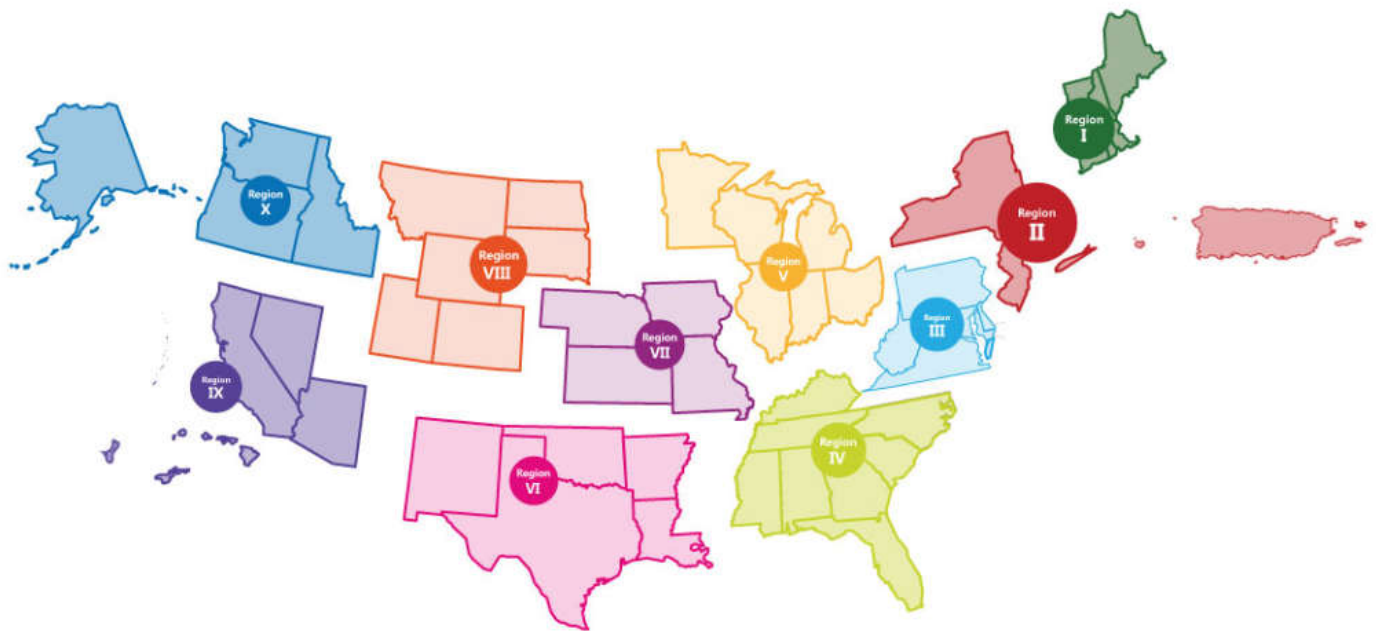 Region
I
Region
II
Region
III
Region
IV
Region
V
Region
VI
Region
VII
Region
VIII
Region
IX
Region
X